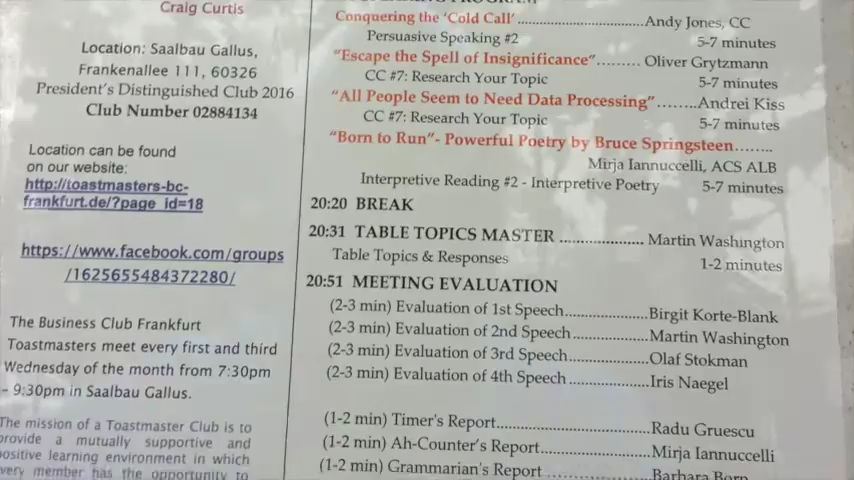 Craig Curtis
Location: Saalbau Gallus,
Frankenallee 111, 60326
President's Distinguished Club 2016
Club Number 02884134
Location can be found
on our website:
http://toastmasters-bc-
frankfurt.de/?page_id=18
https://www.facebook.com/groups
/1625655484372280/
The Business Club Frankfurt
Toastmasters meet every first and third
Wednesday of the month from 7:30pm
– 9:30pm in Saalbau Gallus.
The mission of a Toastmaster Club is to
provide a mutually supportive and
positive learning environment in which
every member has the opportunity to
Conquering the 'Cold Call' ..............................Andy Jones, CC
Persuasive Speaking #2 5-7 minutes
"Escape the Spell of Insignificance"......... Oliver Grytzmann
CC #7: Research Your Topic 5-7 minutes
"All People Seem to Need Data Processing" ........Andrei Kiss
CC #7: Research Your Topic 5-7 minutes
"Born to Run"- Powerful Poetry by Bruce Springsteen........
Mirja Iannuccelli, ACS ALB
Interpretive Reading #2 - Interpretive Poetry 5-7 minutes
20:20 BREAK
20:31 TABLE TOPICS MASTER ..................... Martin Washington
Table Topics & Responses 1-2 minutes
20:51 MEETING EVALUATION
(2-3 min) Evaluation of 1st Speech.....................Birgit Korte-Blank
(2-3 min) Evaluation of 2nd Speech....................Martin Washington
(2-3 min) Evaluation of 3rd Speech.....................Olaf Stokman
(2-3 min) Evaluation of 4th Speech.....................Iris Naegel
(1-2 min) Timer's Report.......................................Radu Gruescu
(1-2 min) Ah-Counter's Report............................Mirja Iannuccelli
(1-2 min) Grammarian's Report ..........................Barbara Born